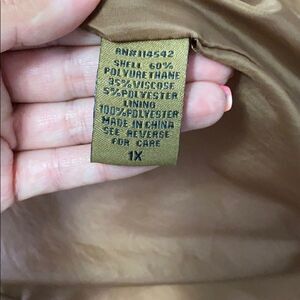 RN#114542
SHELL 60%
POLYURETHANE
35%VISCOSE
5%POLYESTER
LINING
100%POLYESTER
MADE IN CHINA
SEE REVERSE
FOR CARE
1X